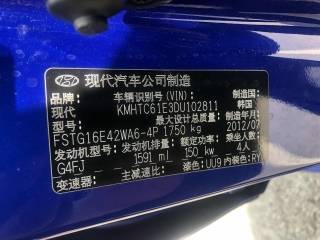 现代汽车公司制造
品牌: 车辆识别号(VIN): 制造国:
现代 KMHTC61E3DU102811 韩国
型号: 最大设计总质量: 制造年月:
FSTG16E42WA6-4P 1750 kg 2012/07
发动机型号: 发动机排量: 额定功率: 乘坐人数:
G4FJ 1591 ml 150 kw 4人
变速器: 主减速比: 车漆: UU9 内装色: RY